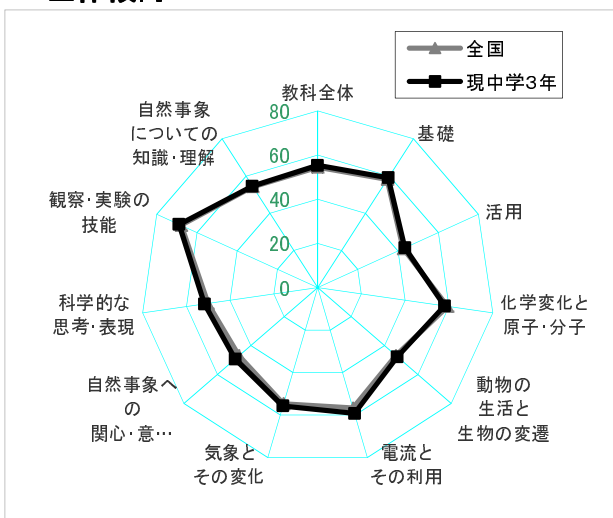 全国
現中学3年
教科全体
基礎
活用
化学変化と
原子・分子
動物の
生活と
生物の変遷
電流と
その利用
気象と
その変化
自然事象へ
の
関心・意…
科学的な
思考・表現
観察・実験の
技能
自然事象
についての
知識・理解
80
60
40
20
0